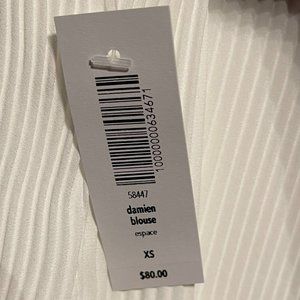 1000000634671
58447
damien
blouse
espace
XS
$80.00